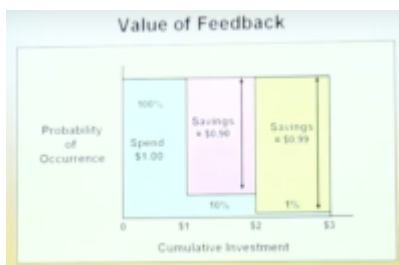 Value of Feedback
100%
Probability
of
Occurrence
Spend
$1.00
Savings
= $0.90
Savings
= $0.99
10%
1%
0
$1
$2
$3
Cumulative Investment